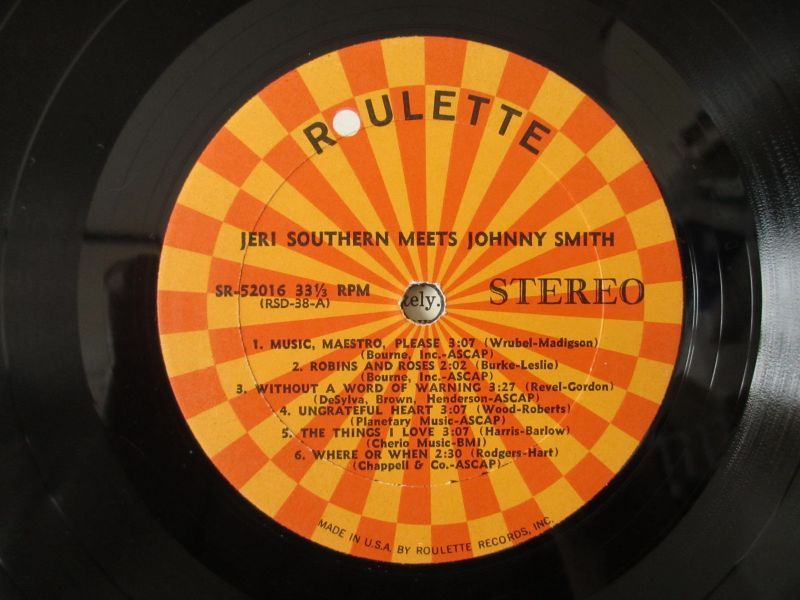 ROULETTE
JERI SOUTHERN MEETS JOHNNY SMITH
SR-52016 33⅓ RPM
(RSD-38-A)
tely.
STEREO
1. MUSIC, MAESTRO, PLEASE 3:07 (Wrubel-Madigson)
(Bourne, Inc.-ASCAP)
2. ROBINS AND ROSES 2:02 (Burke-Leslie)
(Bourne, Inc.-ASCAP)
3. WITHOUT A WORD OF WARNING 3:27 (Revel-Gordon)
(DeSylva, Brown, Henderson-ASCAP)
4. UNGRATEFUL HEART 3:07 (Wood-Roberts)
(Planefary Music-ASCAP)
5. THE THINGS I LOVE 3:07 (Harris-Barlow)
(Cherio Music-BMI)
6. WHERE OR WHEN 2:30 (Rodgers-Hart)
(Chappell & Co.-ASCAP)
MADE IN U.S.A. BY ROULETTE RECORDS, INC.